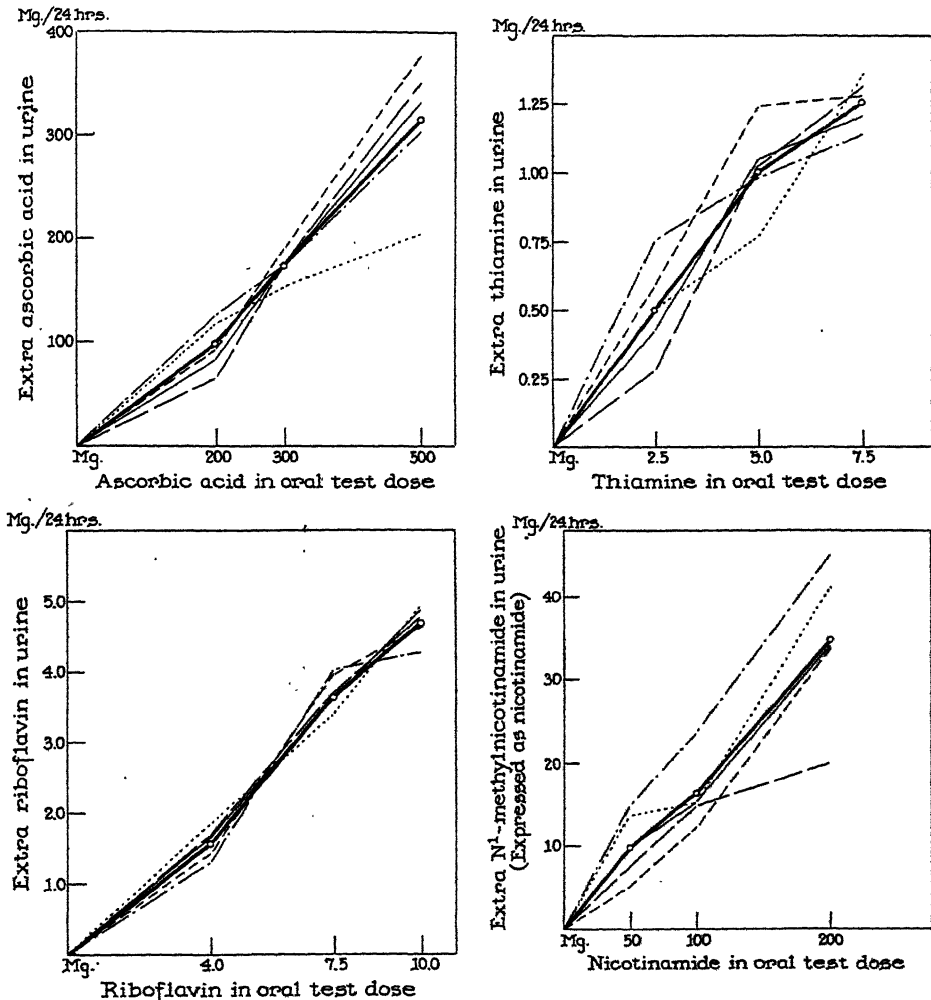 Mg./24 hrs.
400
300
200
100
Extra ascorbic acid in urine
Mg.
200
300
500
Ascorbic acid in oral test dose
Mg./24 hrs.
1.25
1.00
0.75
0.50
0.25
Extra thiamine in urine
Mg.
2.5
5.0
7.5
Thiamine in oral test dose
Mg./24 hrs.
5.0
4.0
3.0
2.0
1.0
Extra riboflavin in urine
Mg.
4.0
7.5
10.0
Riboflavin in oral test dose
Mg./24 hrs.
40
30
20
10
Extra N¹-methylnicotinamide in urine
(Expressed as nicotinamide)
Mg.
50
100
200
Nicotinamide in oral test dose